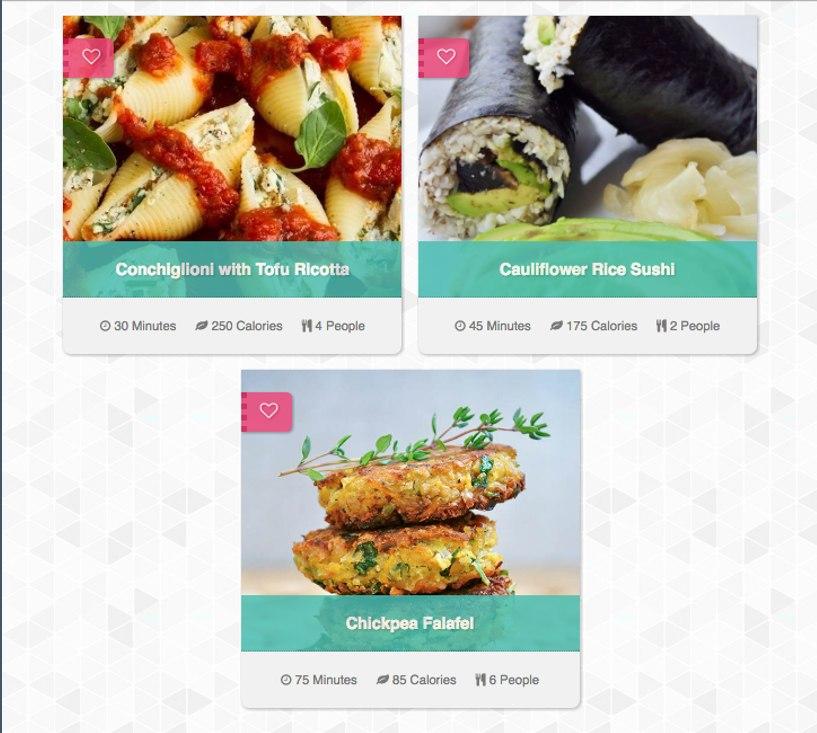 Conchiglioni with Tofu RIcotta
Cauliflower Rice Sushi
30 Minutes 250 Calories 4 People
45 Minutes 175 Calories 2 People
Chickpea Falafel
75 Minutes 85 Calories 6 People